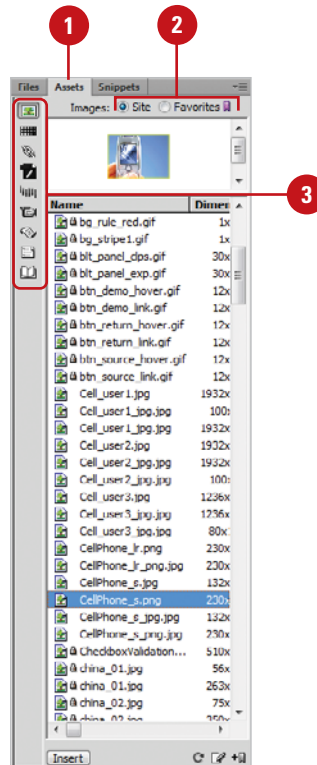 1 2
Files Assets Snippets
Images: Site Favorites
3
Name Dimen
bg_rule_red.gif 1x
bg_stripe1.gif 1x
blt_panel_dps.gif 30x
blt_panel_exp.gif 30x
btn_demo_hover.gif 12x
btn_demo_link.gif 12x
btn_return_hover.gif 12x
btn_return_link.gif 12x
btn_source_hover.gif 12x
btn_source_link.gif 12x
Cell_user1.jpg 1932x
Cell_user1_jpg.jpg 100x
Cell_user1_jpg.jpg 1932x
Cell_user2.jpg 1932x
Cell_user2_jpg.jpg 1932x
Cell_user2_jpg.jpg 100x
Cell_user3.jpg 1236x
Cell_user3_jpg.jpg 1236x
Cell_user3_jpg.jpg 80x
CellPhone_lr.png 230x
CellPhone_lr_png.jpg 230x
CellPhone_s.jpg 132x
CellPhone_s.png 230x
CellPhone_s_jpg.jpg 132x
CellPhone_s_png.jpg 230x
CheckboxValidation... 510x
china_01.jpg 56x
china_01.jpg 263x
china_02.jpg 75x
china_02.jpg 350x
Insert